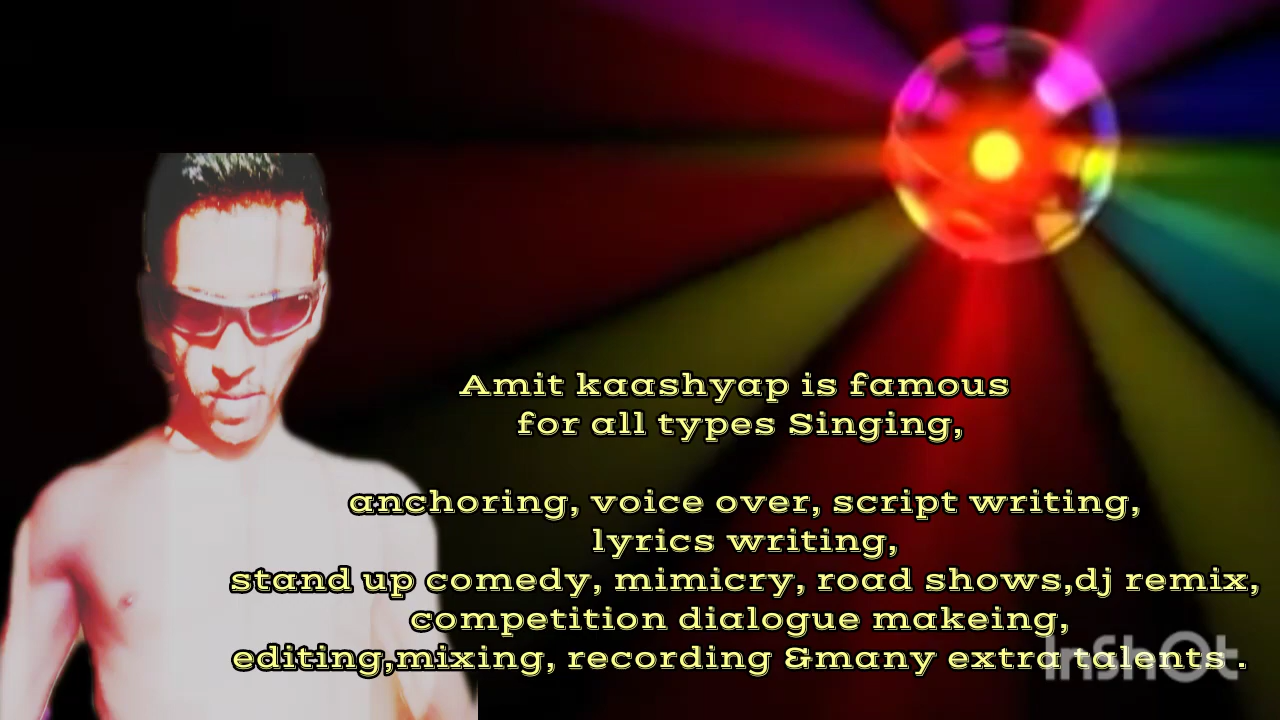 Amit kaashyap is famous
for all types Singing,
anchoring, voice over, script writing,
lyrics writing,
stand up comedy, mimicry, road shows,dj remix,
competition dialogue makeing,
editing,mixing, recording &many extra talents .
InShOt